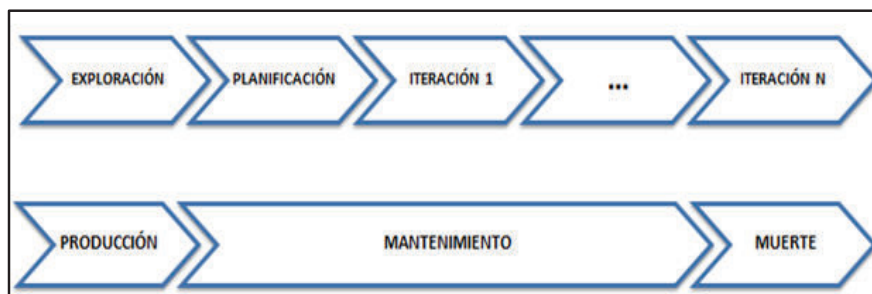 EXPLORACIÓN
PLANIFICACIÓN
ITERACIÓN 1
...
ITERACIÓN N
PRODUCCIÓN
MANTENIMIENTO
MUERTE